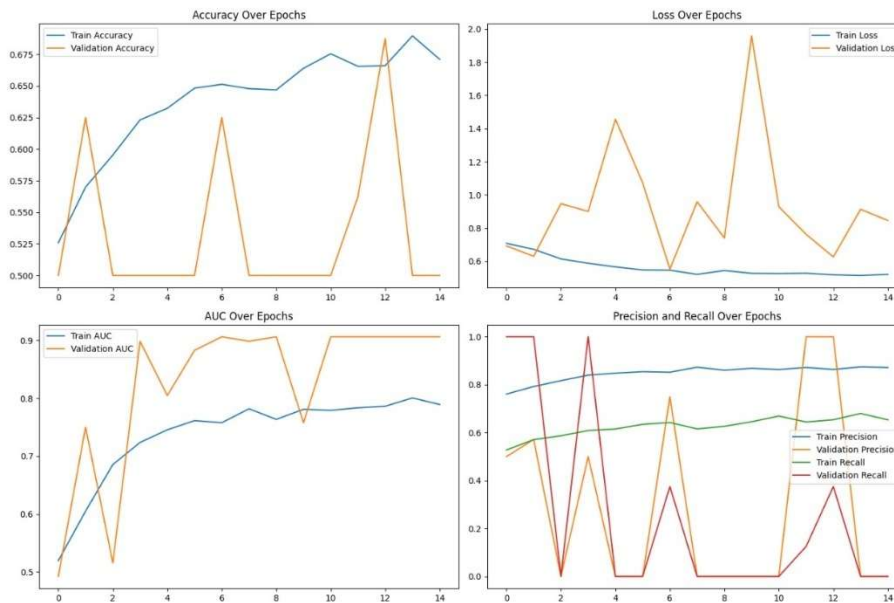 Accuracy Over Epochs
Train Accuracy
Validation Accuracy
0.675
0.650
0.625
0.600
0.575
0.550
0.525
0.500
0 2 4 6 8 10 12 14
Loss Over Epochs
Train Loss
Validation Loss
2.0
1.8
1.6
1.4
1.2
1.0
0.8
0.6
0 2 4 6 8 10 12 14
AUC Over Epochs
Train AUC
Validation AUC
0.9
0.8
0.7
0.6
0.5
0 2 4 6 8 10 12 14
Precision and Recall Over Epochs
1.0
0.8
0.6
0.4
0.2
0.0
Train Precision
Validation Precision
Train Recall
Validation Recall
0 2 4 6 8 10 12 14